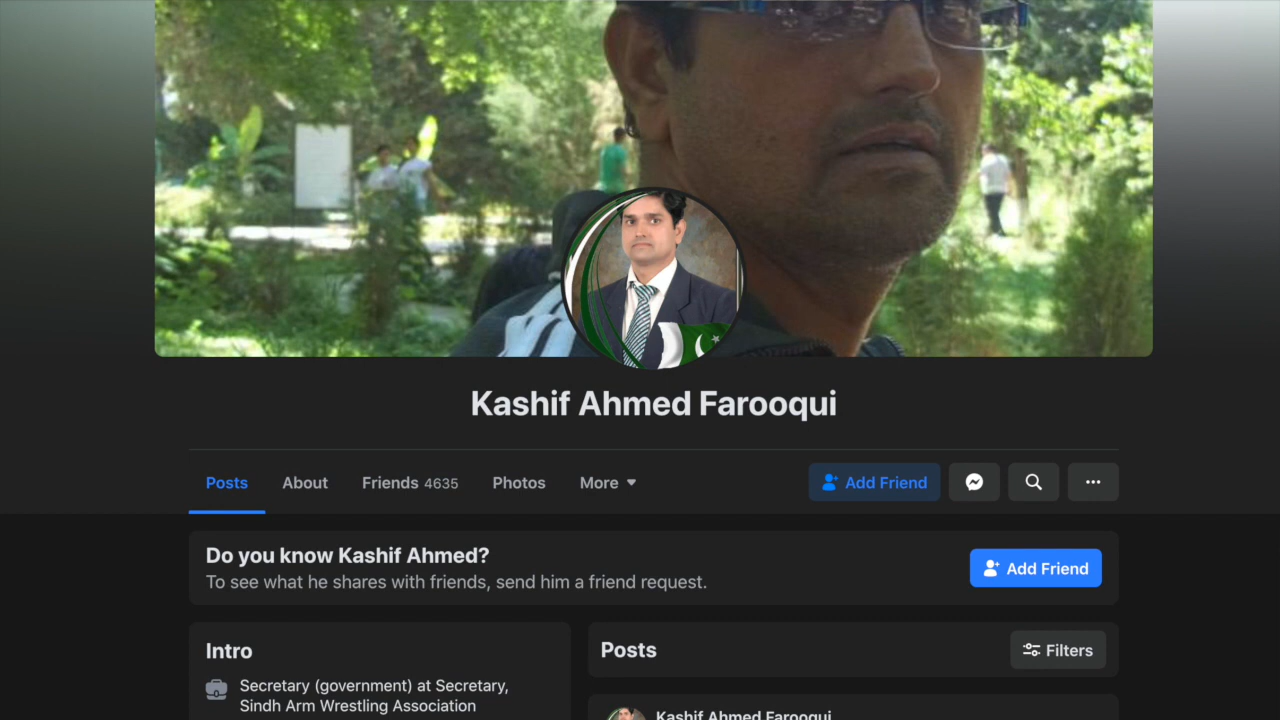 Kashif Ahmed Farooqui
Posts
About
Friends 4635
Photos
More
Add Friend
Do you know Kashif Ahmed?
To see what he shares with friends, send him a friend request.
Add Friend
Intro
Secretary (government) at Secretary,
Sindh Arm Wrestling Association
Posts
Filters
Kashif Ahmed Farooqui